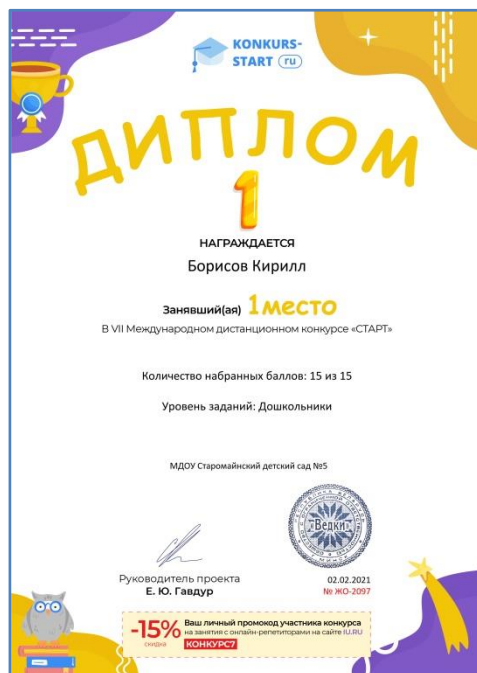 KONKURS-
START ru
ДИПЛОМ
1
НАГРАЖДАЕТСЯ
Борисов Кирилл
Занявший(ая) 1 место
В VII Международном дистанционном конкурсе «СТАРТ»
Количество набранных баллов: 15 из 15
Уровень заданий: Дошкольники
МДОУ Старомайнский детский сад №5
Ведки
Руководитель проекта
Е. Ю. Гавдур
02.02.2021
№ ЖО-2097
-15%
скидка
Ваш личный промокод участника конкурса
на занятия с онлайн-репетиторами на сайте IU.RU
КОНКУРС7